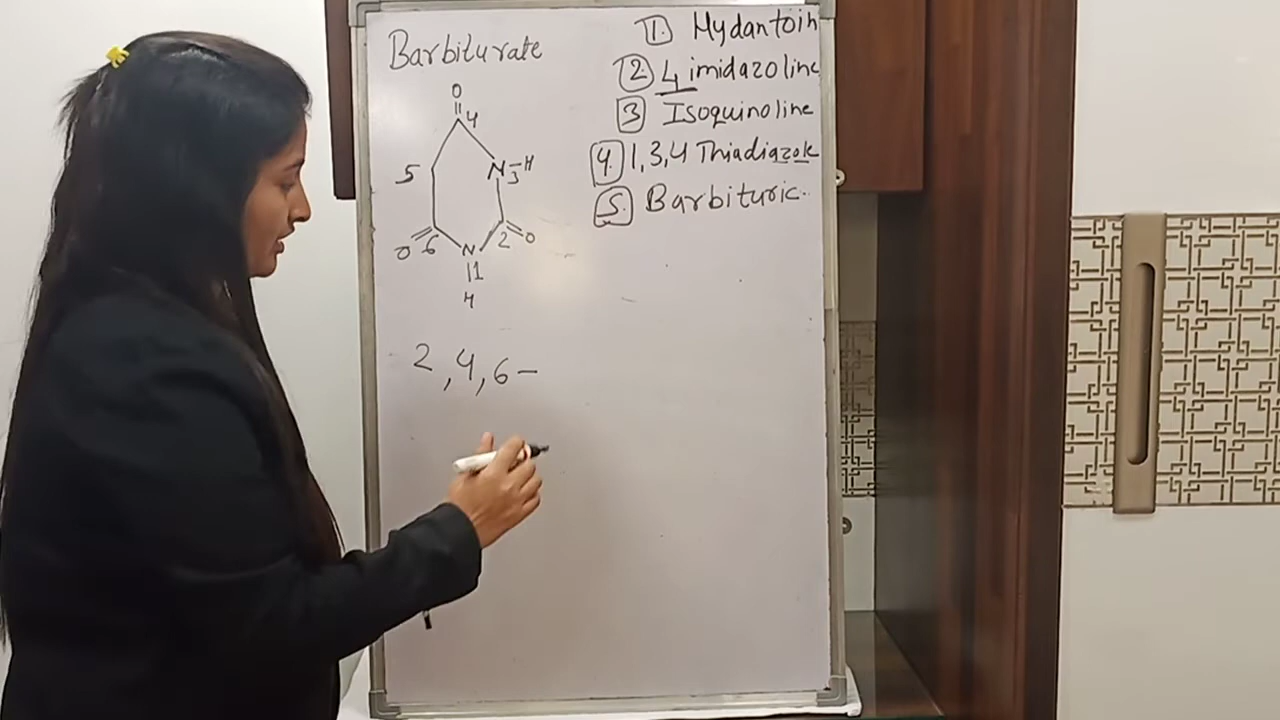 Barbiturate
O
4
5
N-H
3
O
6
N
2
O
1
H
2,4,6-
1. Hydantoin
2 4 imidazoline
3 Isoquinoline
4. 1,3,4 Thiadiazole
5. Barbituric..